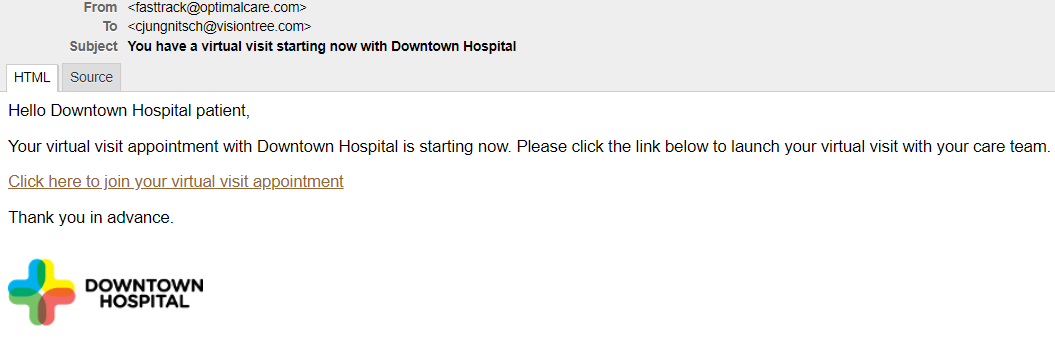 From <fasttrack@optimalcare.com>
To <cjungnitsch@visiontree.com>
Subject You have a virtual visit starting now with Downtown Hospital
HTML Source
Hello Downtown Hospital patient,
Your virtual visit appointment with Downtown Hospital is starting now. Please click the link below to launch your virtual visit with your care team.
Click here to join your virtual visit appointment
Thank you in advance.
DOWNTOWN
HOSPITAL